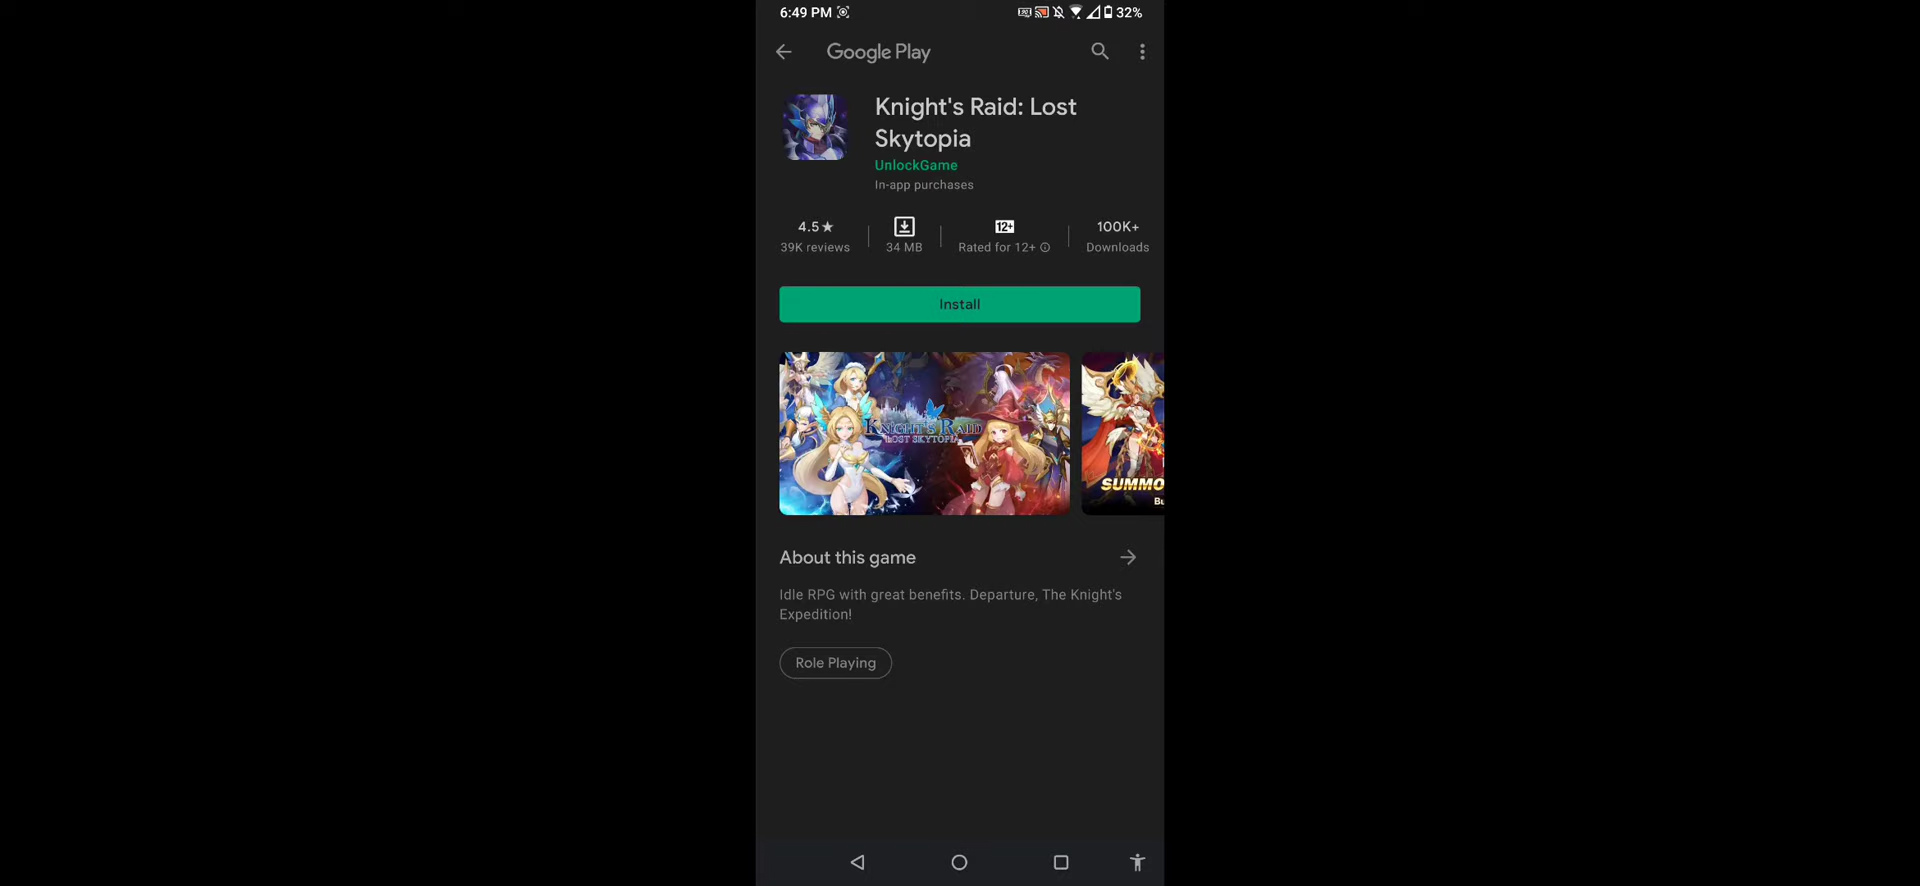 6:49 PM
32%
Google Play
Knight's Raid: Lost
Skytopia
UnlockGame
In-app purchases
4.5★
39K reviews
34 MB
12+
Rated for 12+
100K+
Downloads
Install
KNIGHT'S RAID
LOST SKYTOPIA
SUMMO
Bu
About this game
Idle RPG with great benefits. Departure, The Knight's
Expedition!
Role Playing